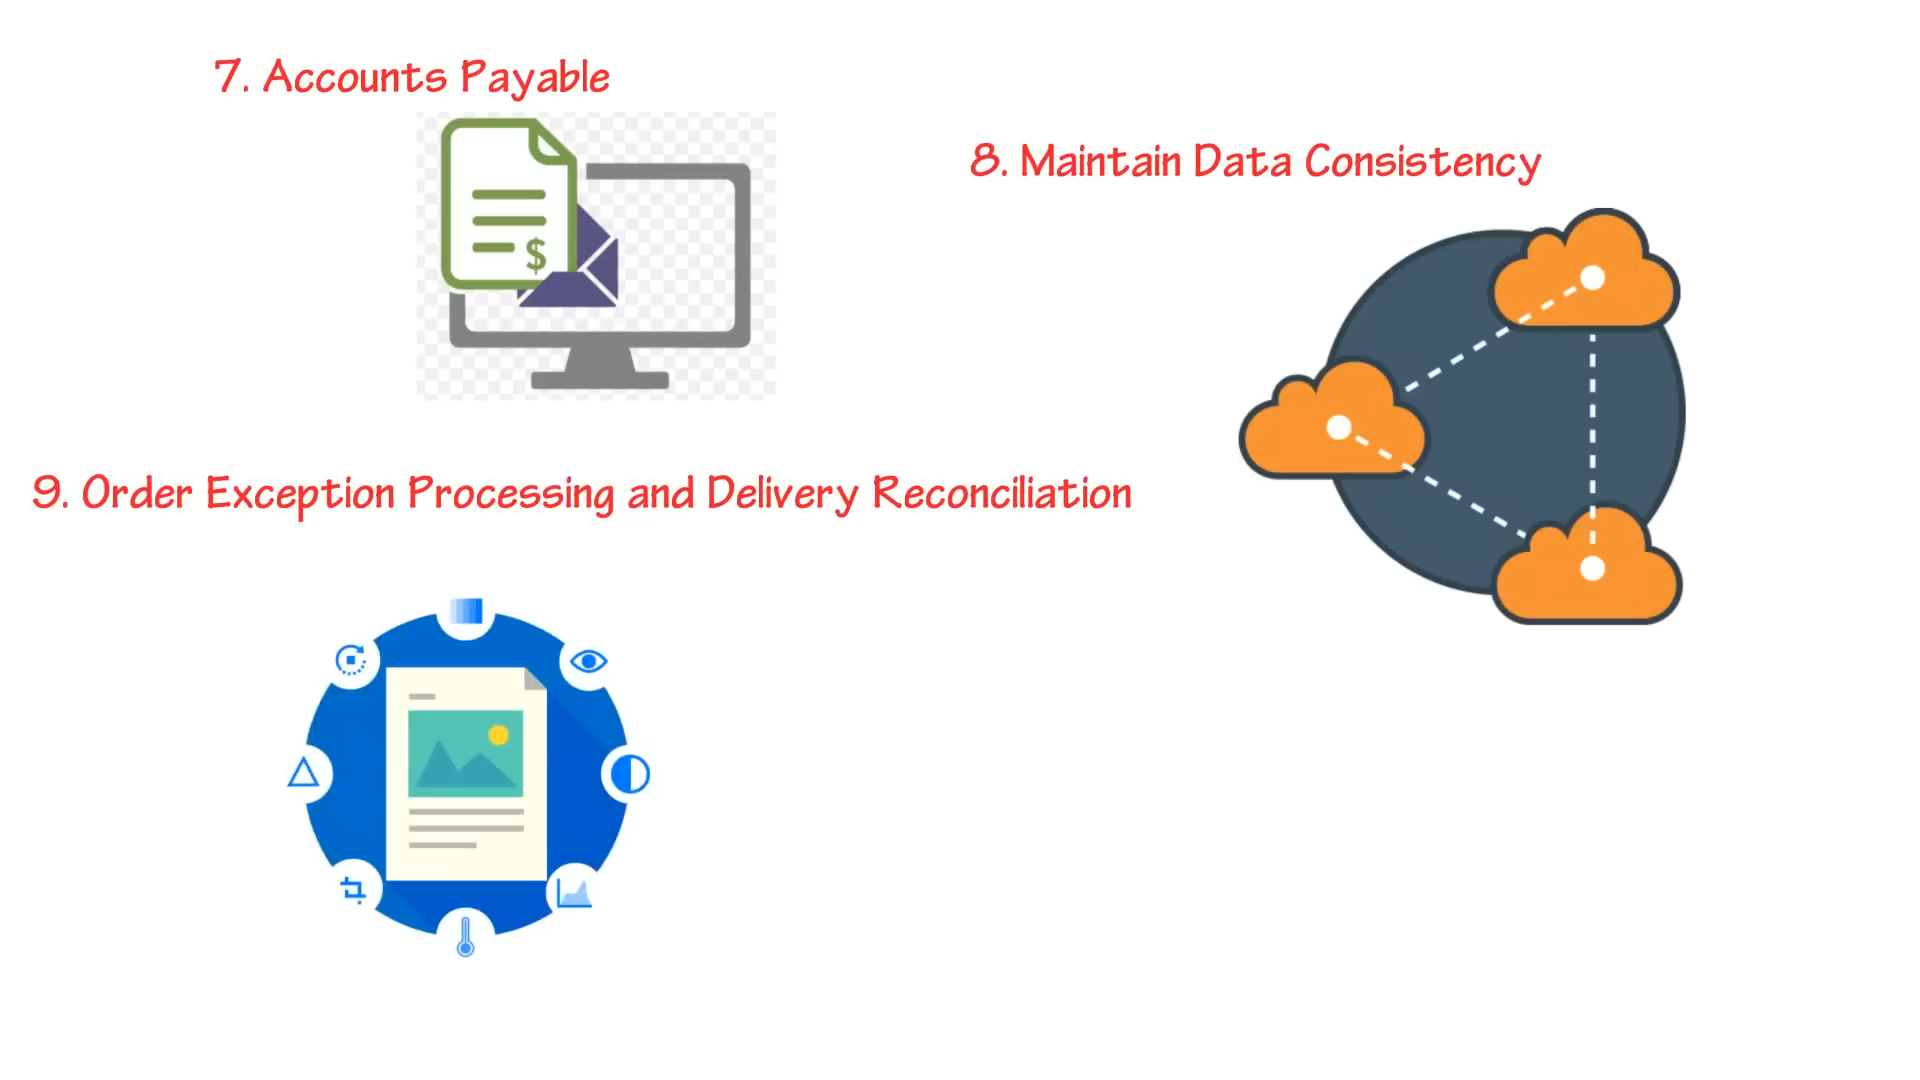 7. Accounts Payable
$
8. Maintain Data Consistency
9. Order Exception Processing and Delivery Reconciliation